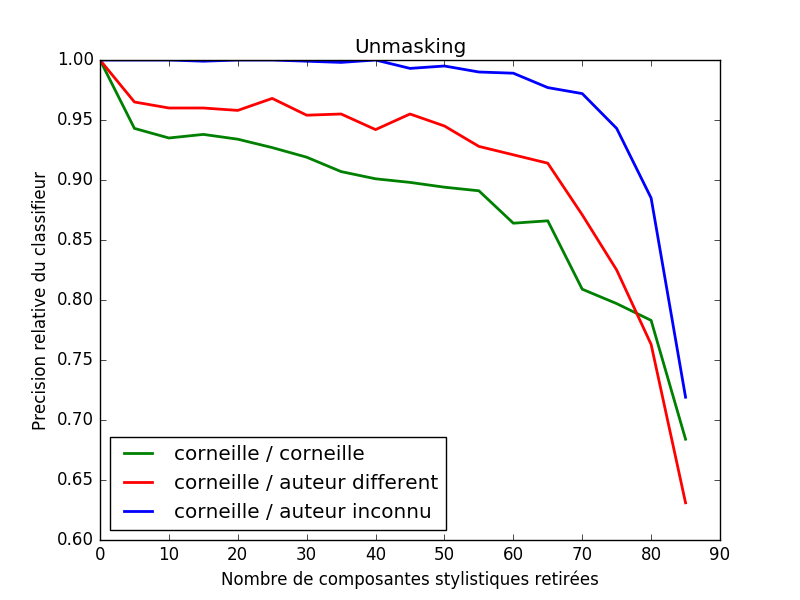 Unmasking
Precision relative du classifieur
1.00
0.95
0.90
0.85
0.80
0.75
0.70
0.65
0.60
corneille / corneille
corneille / auteur different
corneille / auteur inconnu
0 10 20 30 40 50 60 70 80 90
Nombre de composantes stylistiques retirées